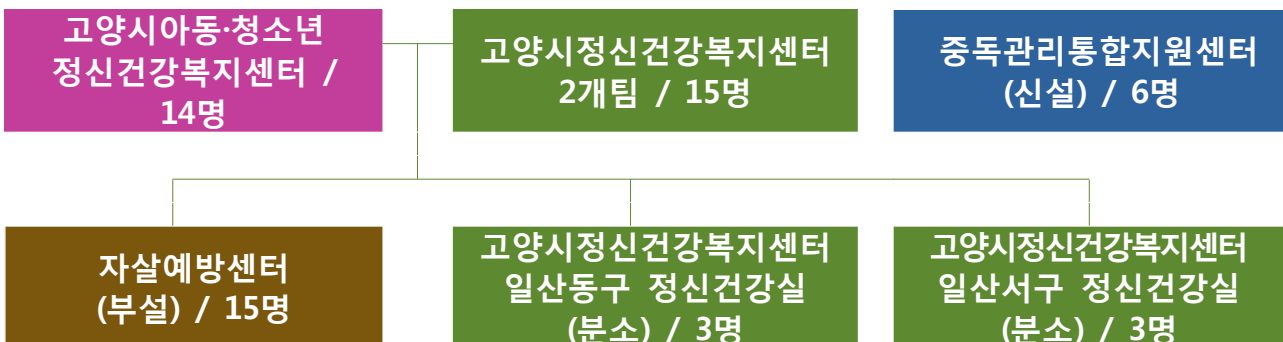 고양시아동·청소년
정신건강복지센터 /
14명
고양시정신건강복지센터
2개팀 / 15명
중독관리통합지원센터
(신설) / 6명
자살예방센터
(부설) / 15명
고양시정신건강복지센터
일산동구 정신건강실
(분소) / 3명
고양시정신건강복지센터
일산서구 정신건강실
(분소) / 3명